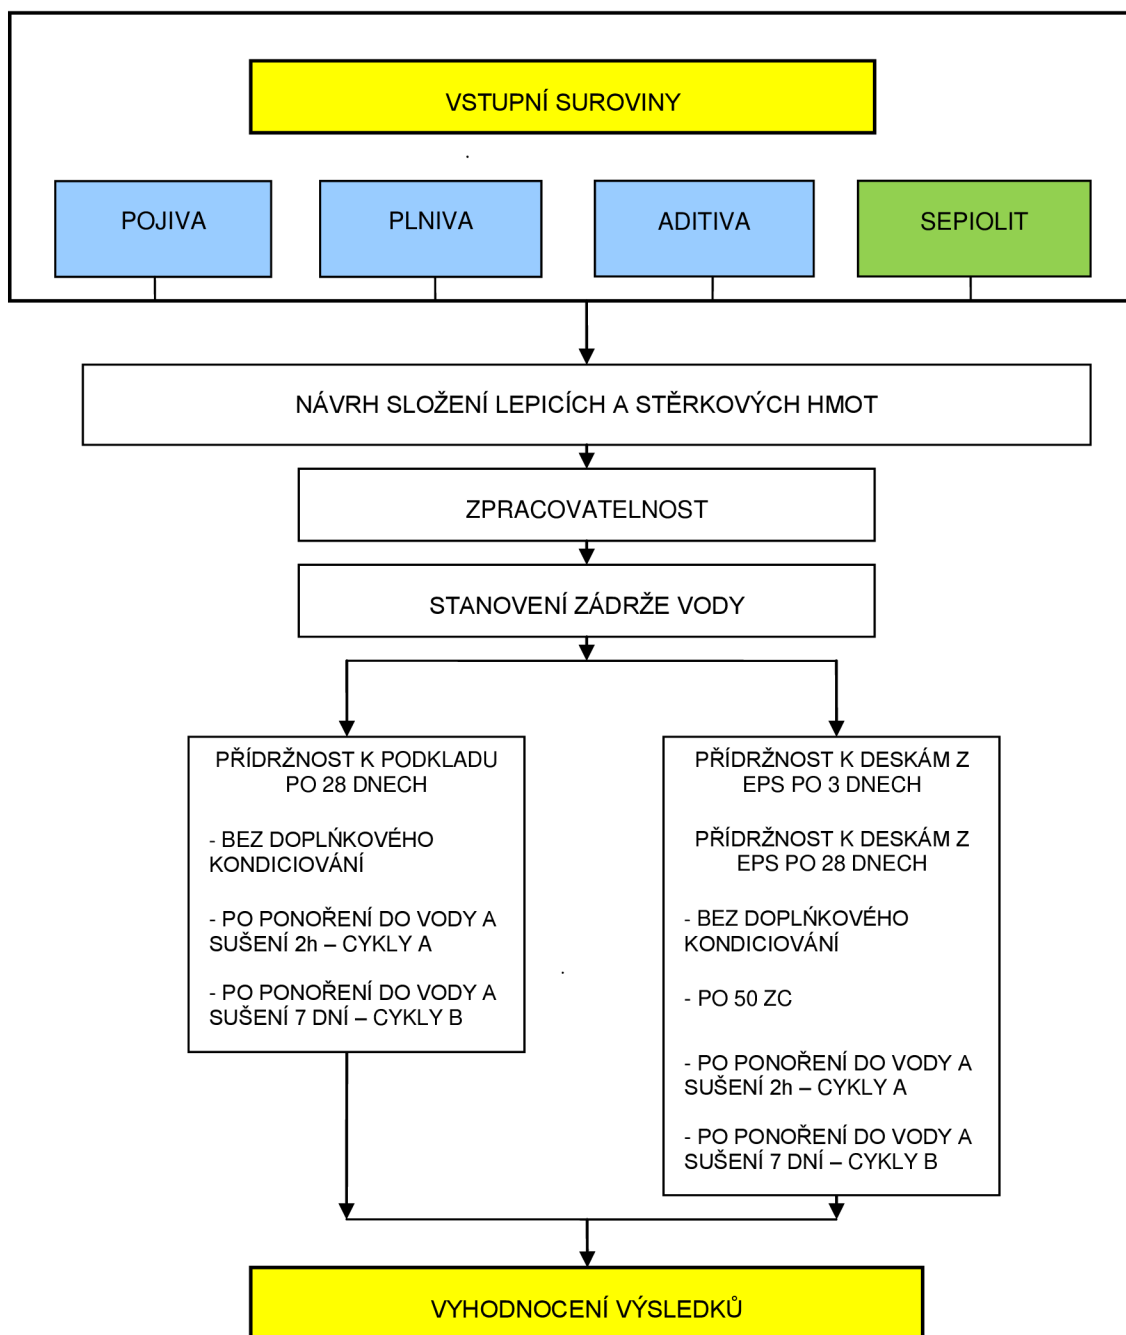 VSTUPNÍ SUROVINY
POJIVA
PLNIVA
ADITIVA
SEPIOLIT
NÁVRH SLOŽENÍ LEPICÍCH A STĚRKOVÝCH HMOT
ZPRACOVATELNOST
STANOVENÍ ZÁDRŽE VODY
PŘÍDRŽNOST K PODKLADU
PO 28 DNECH
- BEZ DOPLŃKOVÉHO
KONDICIOVÁNÍ
- PO PONOŘENÍ DO VODY A
SUŠENÍ 2h – CYKLY A
- PO PONOŘENÍ DO VODY A
SUŠENÍ 7 DNÍ – CYKLY B
PŘÍDRŽNOST K DESKÁM Z
EPS PO 3 DNECH
PŘÍDRŽNOST K DESKÁM Z
EPS PO 28 DNECH
- BEZ DOPLŃKOVÉHO
KONDICIOVÁNÍ
- PO 50 ZC
- PO PONOŘENÍ DO VODY A
SUŠENÍ 2h – CYKLY A
- PO PONOŘENÍ DO VODY A
SUŠENÍ 7 DNÍ – CYKLY B
VYHODNOCENÍ VÝSLEDKŮ